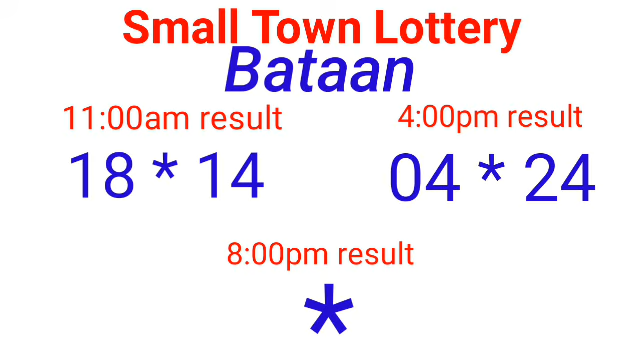 Small Town Lottery
Bataan
11:00am result
18 * 14
4:00pm result
04 * 24
8:00pm result
*